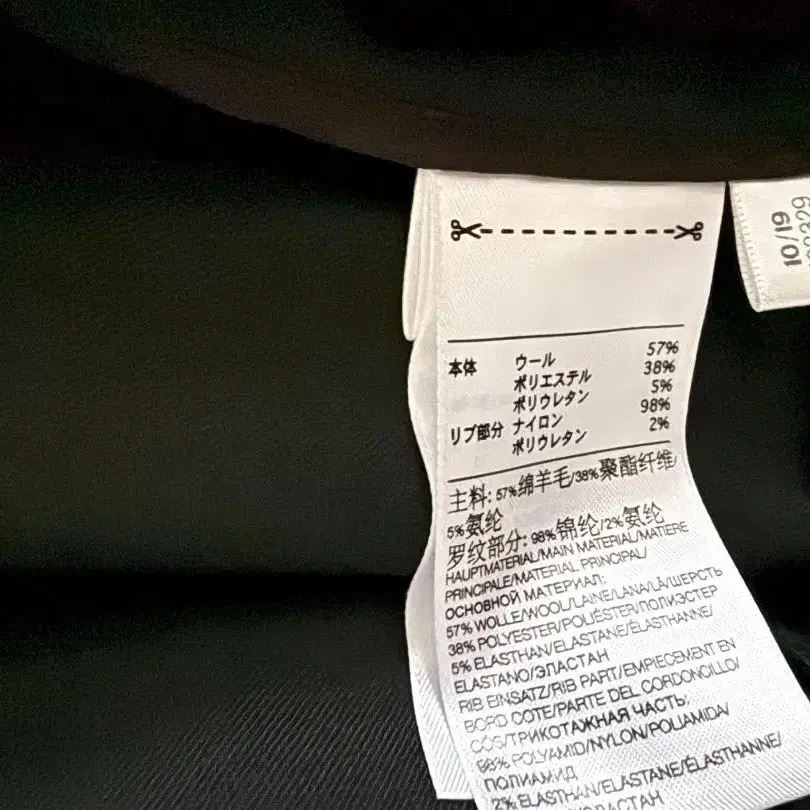 本体 ウール 57%
ポリエステル 38%
ポリウレタン 5%
リブ部分 ナイロン 98%
ポリウレタン 2%
主料: 57%绵羊毛/38%聚酯纤维/
5%氨纶
罗纹部分: 98%锦纶/2%氨纶
HAUPTMATERIAL/MAIN MATERIAL/MATIERE
PRINCIPALE/MATERIAL PRINCIPAL/
ОСНОВНОЙ МАТЕРИАЛ:
57% WOLLE/WOOL/LAINE/LANA/LÃ/ШЕРСТЬ
38% POLYESTER/POLIÉSTER/ПОЛИЭСТЕР
5% ELASTHAN/ELASTANE/ÉLASTHANNE/
ELASTANO/ЭЛАСТАН
RIB EINSATZ/RIB PART/EMPIECEMENT EN
BORD COTE/PARTE DEL CORDONCILLO/
COS/ТРИКОТАЖНАЯ ЧАСТЬ:
98% POLYAMID/NYLON/POLIAMIDA/
ПОЛИАМИД
2% ELASTHAN/ELASTANE/ÉLASTHANNE/
10/19